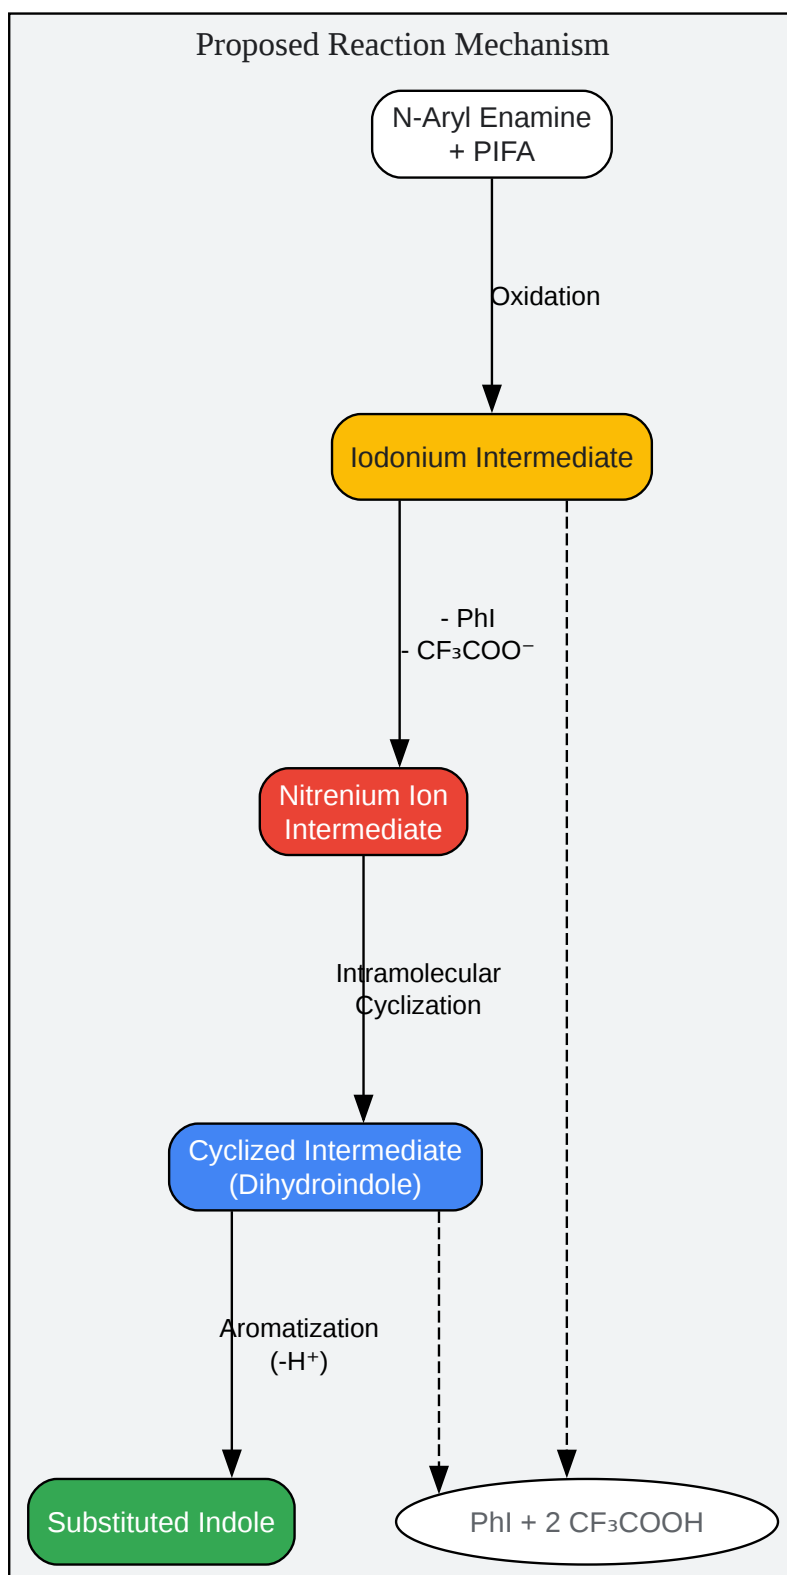 Proposed Reaction Mechanism
N-Aryl Enamine
+ PIFA
Oxidation
Iodonium Intermediate
- PhI
- CF₃COO⁻
Nitrenium Ion
Intermediate
Intramolecular
Cyclization
Cyclized Intermediate
(Dihydroindole)
Aromatization
(-H⁺)
Substituted Indole
PhI + 2 CF₃COOH